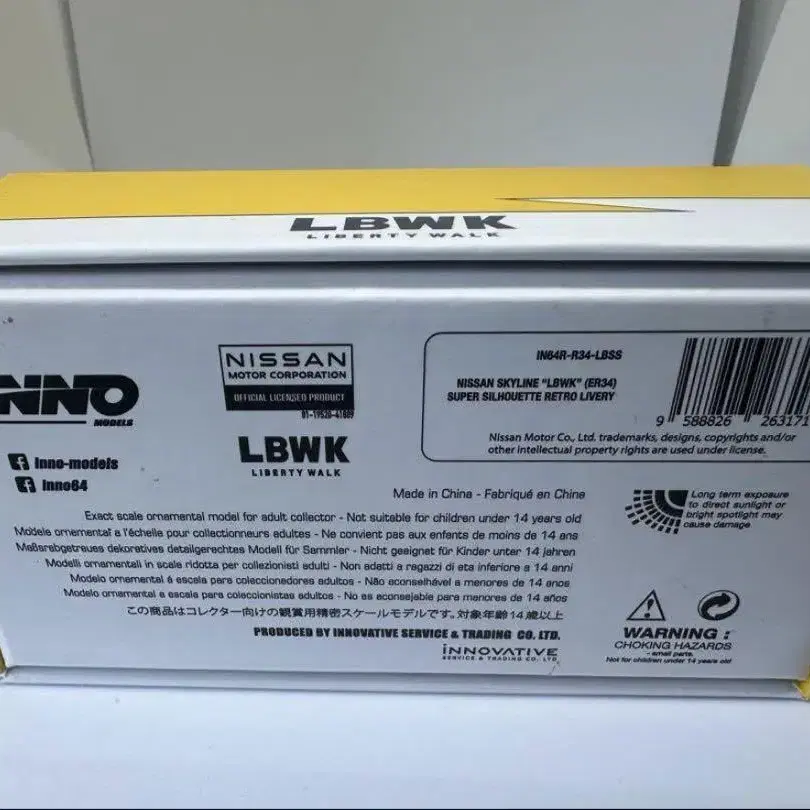 LBWK
LIBERTY WALK
INNO
MODELS
Inno-models
Inno64
NISSAN
MOTOR CORPORATION
OFFICIAL LICENSED PRODUCT
LBWK
LIBERTY WALK
IN64R-R34-LBSS
NISSAN SKYLINE "LBWK" (ER34)
SUPER SILHOUETTE RETRO LIVERY
9 588826 263171
Nissan Motor Co., Ltd. trademarks, designs, copyrights and/or
other intellectual property rights are used under license.
Made in China - Fabriqué en China
Exact scale ornamental model for adult collector - Not suitable for children under 14 years old
Modèle ornamental a l'échelle pour collectionneurs adultes - Ne convient pas aux enfants de moins de 14 ans
Maßsrabgetreues dekoratives detailgerechtes Modell für Sammler - Nicht geeignet für Kinder unter 14 jahren
Modelli ornamentali in scala ridotta per collezionisti adulti - Non adatti a ragazzi di eta inferiore a 14 anni
Modelo ornamental á escala para coleccionadores adultos - Não aconselhável a menores de 14 anos
Modelo ornamental a escala para coleccionistas adultos - No es aconsejable para menores de 14 años
この商品はコレクター向けの観賞用精密スケールモデルです。対象年齢14歳以上
PRODUCED BY INNOVATIVE SERVICE & TRADING CO. LTD.
INNOVATIVE
SERVICE & TRADING CO. LTD.
Long term exposure
to direct sunlight or
bright spotlight may
cause damage
WARNING :
CHOKING HAZARDS
- small parts.
Not for children under 14 years old